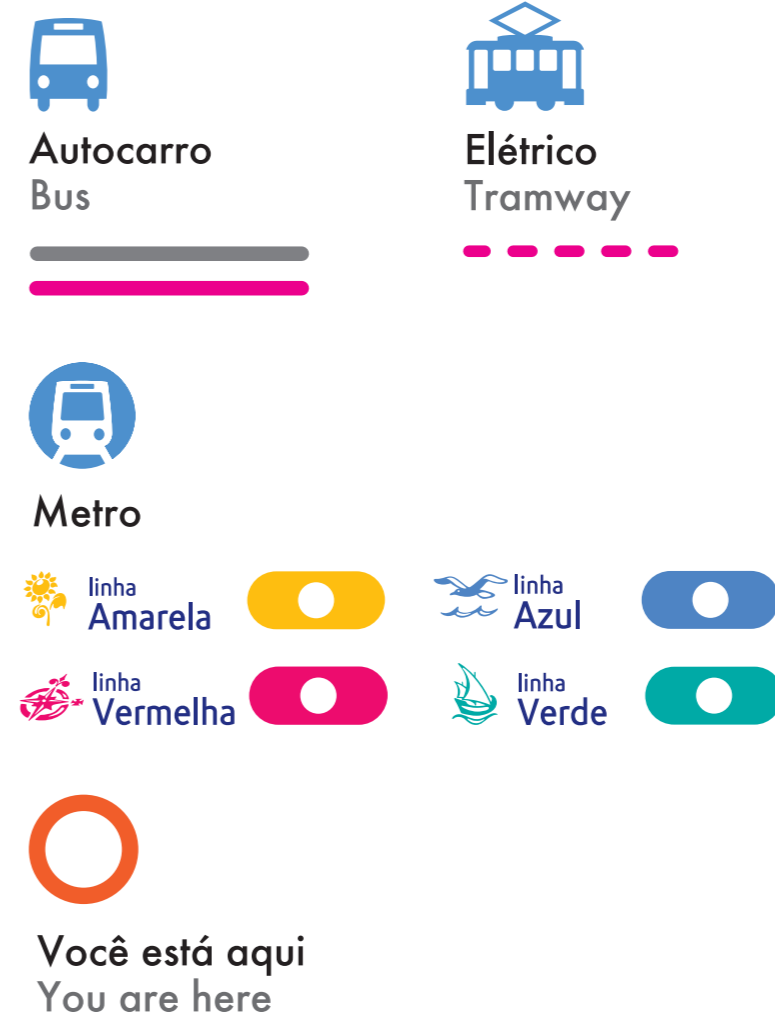 Autocarro
Bus
Elétrico
Tramway
Metro
linha
Amarela
linha
Azul
linha
Vermelha
linha
Verde
Você está aqui
You are here